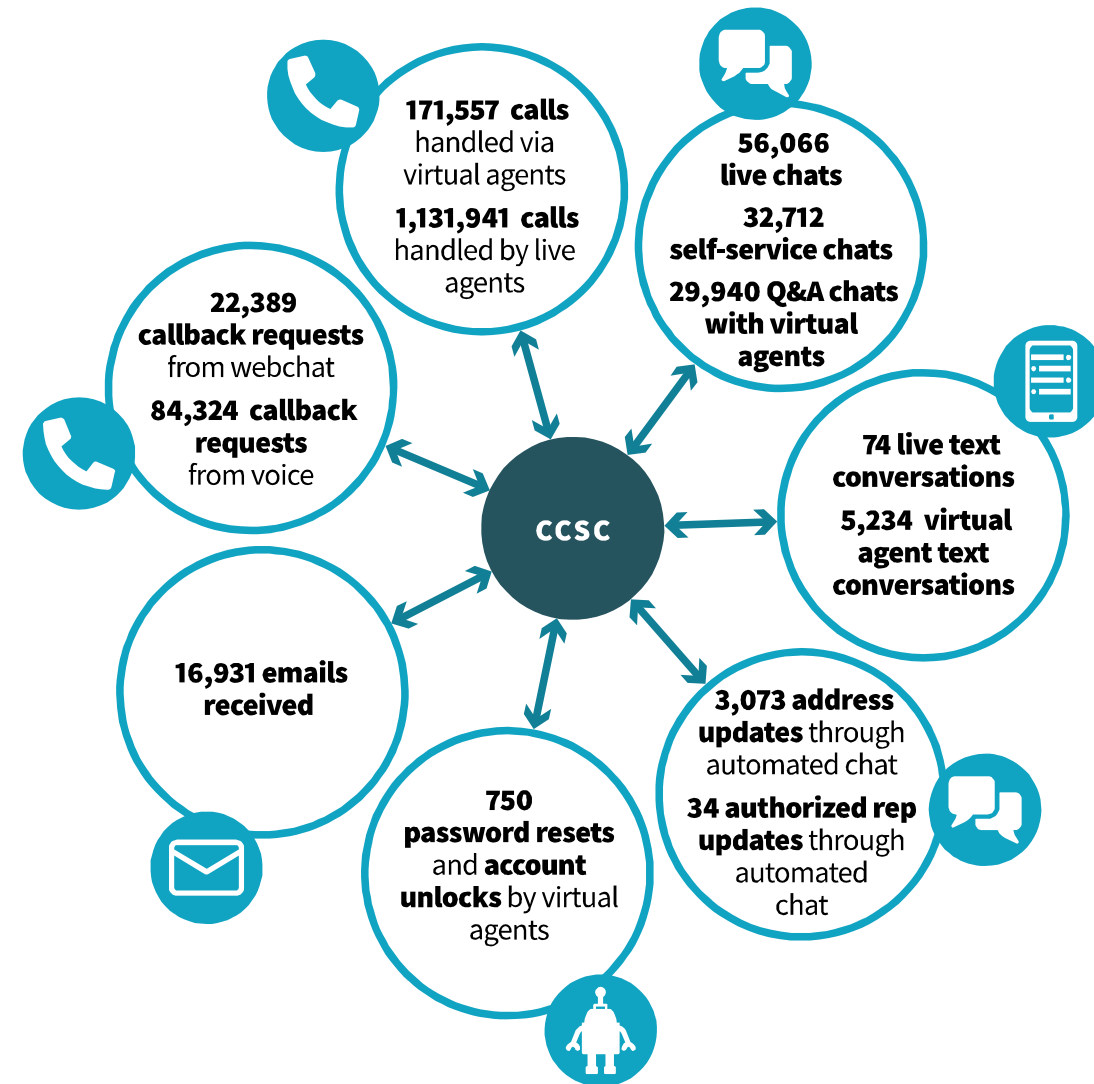 171,557 calls
handled via
virtual agents
1,131,941 calls
handled by live
agents
56,066
live chats
32,712
self-service chats
29,940 Q&A chats
with virtual
agents
22,389
callback requests
from webchat
84,324 callback
requests
from voice
74 live text
conversations
5,234 virtual
agent text
conversations
CCSC
16,931 emails
received
3,073 address
updates through
automated chat
34 authorized rep
updates through
automated
chat
750
password resets
and account
unlocks by virtual
agents